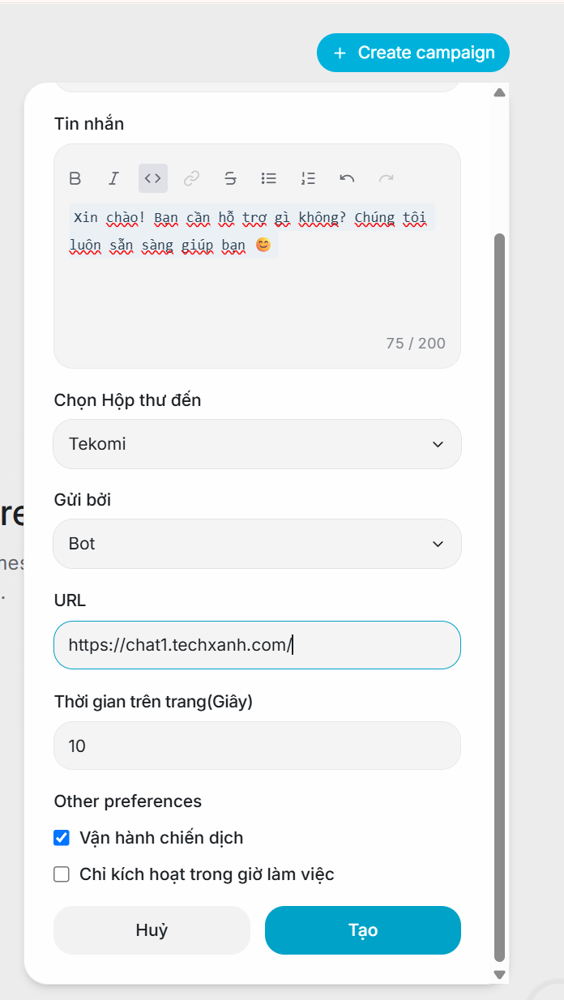 Create campaign
Tin nhắn
Xin chào! Bạn cần hỗ trợ gì không? Chúng tôi
luôn sẵn sàng giúp bạn 😊
75 / 200
Chọn Hộp thư đến
Tekomi
Gửi bởi
Bot
URL
https://chat1.techxanh.com/
Thời gian trên trang(Giây)
10
Other preferences
Vận hành chiến dịch
Chỉ kích hoạt trong giờ làm việc
Huỷ
Tạo